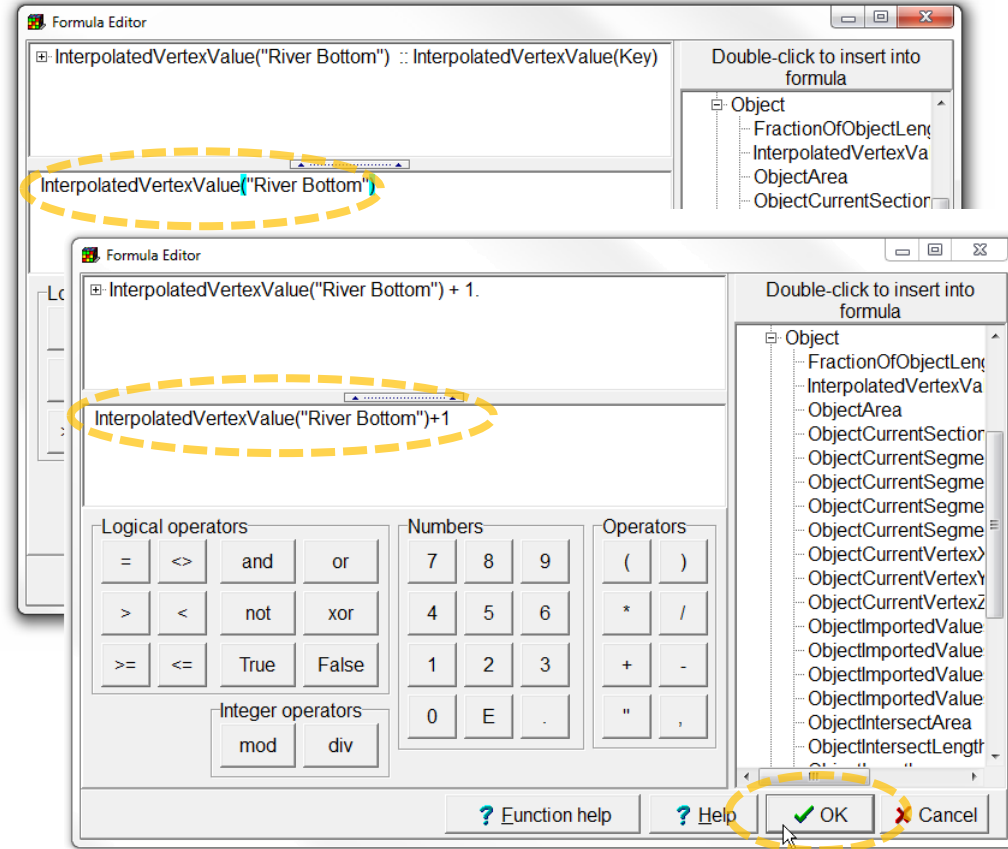 Formula Editor
InterpolatedVertexValue("River Bottom") :: InterpolatedVertexValue(Key)
Double-click to insert into
formula
Object
FractionOfObjectLeng
InterpolatedVertexVa
ObjectArea
ObjectCurrentSection
InterpolatedVertexValue("River Bottom")
Lo
Formula Editor
InterpolatedVertexValue("River Bottom") + 1.
Double-click to insert into
formula
Object
FractionOfObjectLeng
InterpolatedVertexVa
ObjectArea
ObjectCurrentSection
ObjectCurrentSegme
ObjectCurrentSegme
ObjectCurrentSegme
ObjectCurrentSegme
ObjectCurrentVertexX
ObjectCurrentVertexY
ObjectCurrentVertexZ
ObjectImportedValue
ObjectImportedValue
ObjectImportedValue
ObjectImportedValue
ObjectIntersectArea
ObjectIntersectLength
InterpolatedVertexValue("River Bottom")+1
Logical operators
= <> and or
> < not xor
>= <= True False
Integer operators
mod div
Numbers
7 8 9
4 5 6
1 2 3
0 E .
Operators
( )
* /
+ -
" ,
? Function help
? Help
OK
Cancel